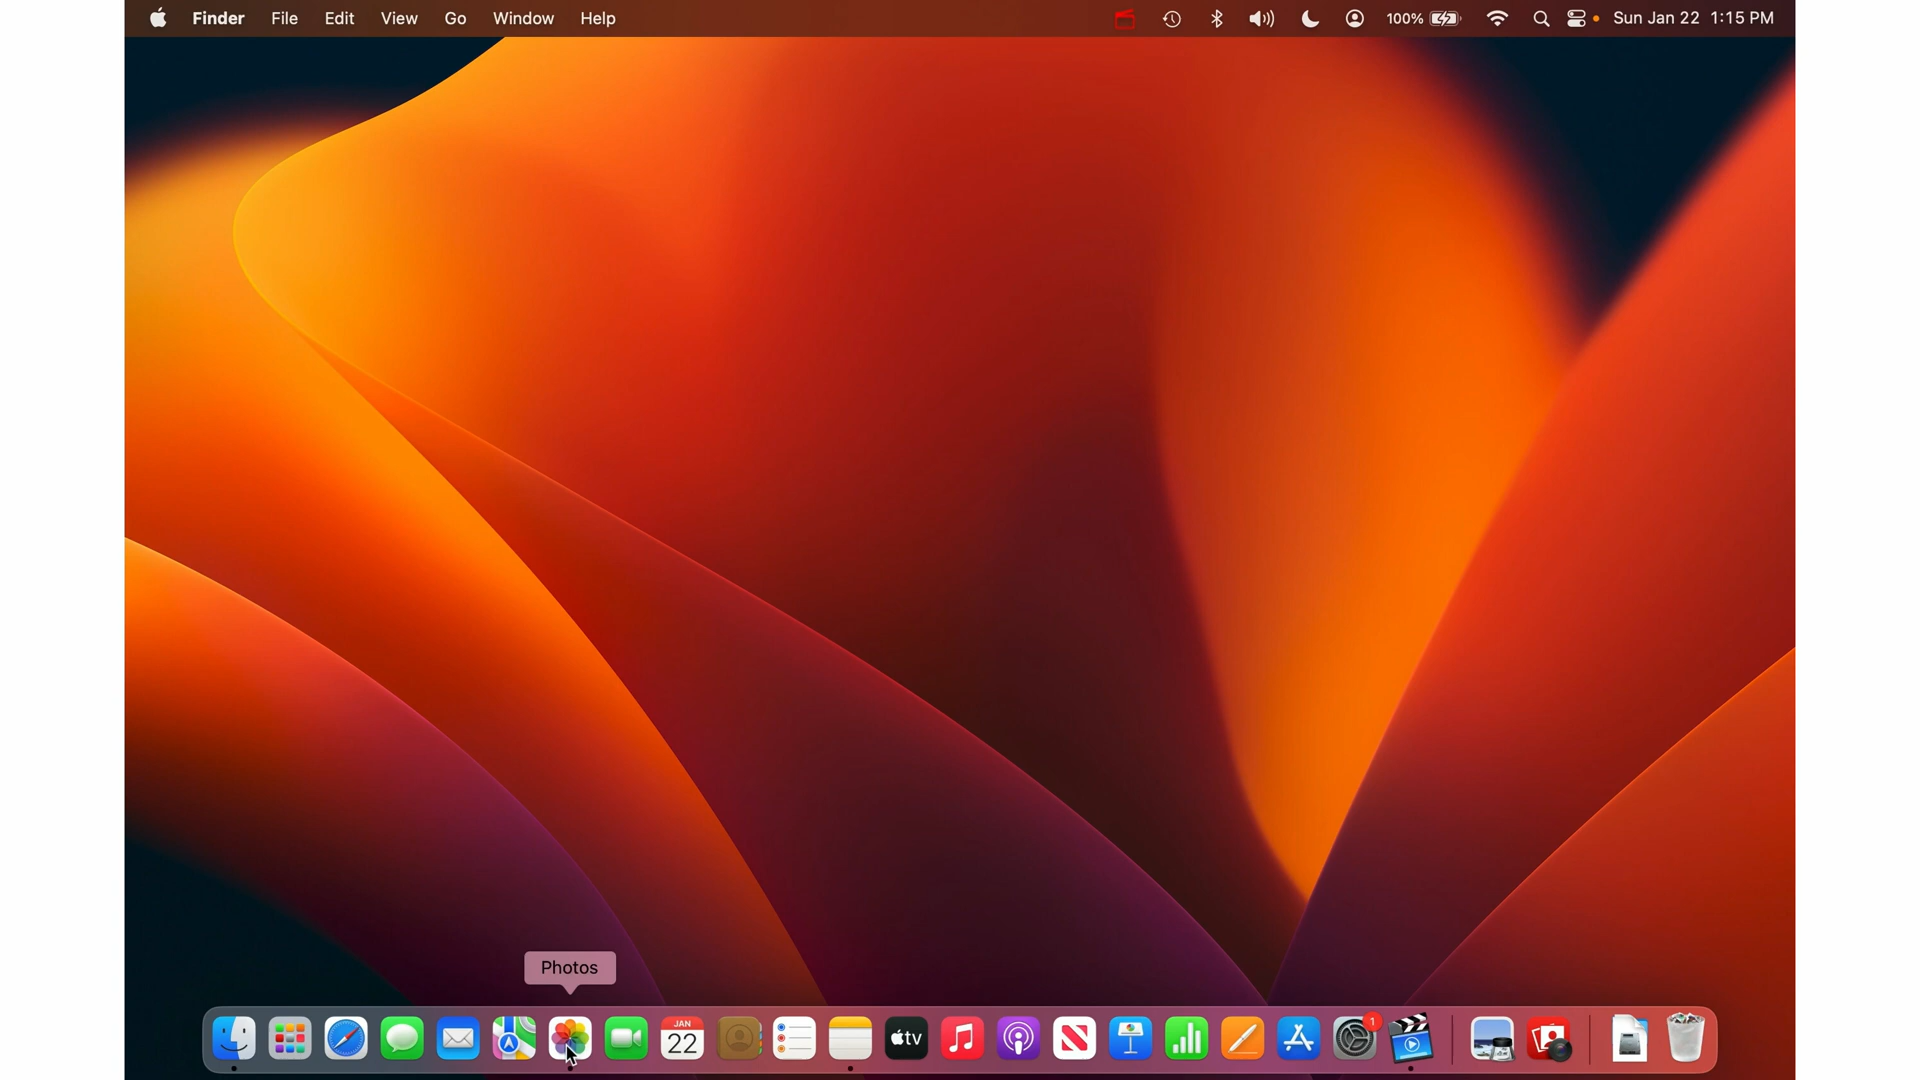 Finder File Edit View Go Window Help 100% Sun Jan 22 1:15 PM
Photos
JAN
22
tv
1